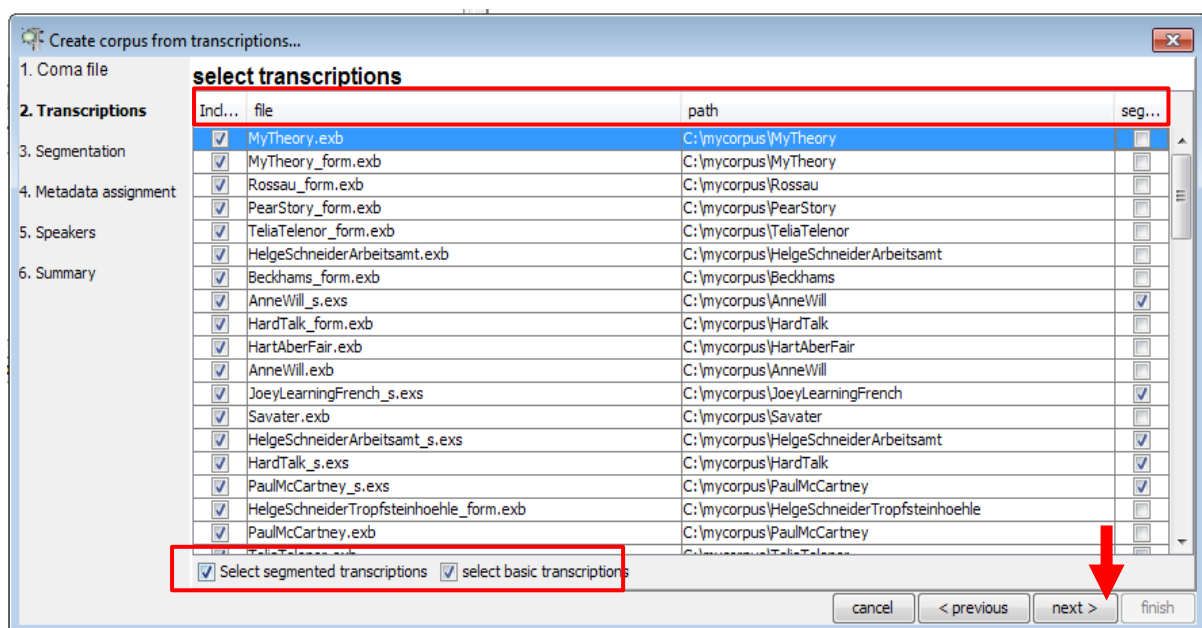 Create corpus from transcriptions...
1. Coma file
2. Transcriptions
3. Segmentation
4. Metadata assignment
5. Speakers
6. Summary
select transcriptions
Incl... file path seg...
MyTheory.exb C:\mycorpus\MyTheory
MyTheory_form.exb C:\mycorpus\MyTheory
Rossau_form.exb C:\mycorpus\Rossau
PearStory_form.exb C:\mycorpus\PearStory
TeliaTelenor_form.exb C:\mycorpus\TeliaTelenor
HelgeSchneiderArbeitsamt.exb C:\mycorpus\HelgeSchneiderArbeitsamt
Beckhams_form.exb C:\mycorpus\Beckhams
AnneWill_s.exs C:\mycorpus\AnneWill
HardTalk_form.exb C:\mycorpus\HardTalk
HartAberFair.exb C:\mycorpus\HartAberFair
AnneWill.exb C:\mycorpus\AnneWill
JoeyLearningFrench_s.exs C:\mycorpus\JoeyLearningFrench
Savater.exb C:\mycorpus\Savater
HelgeSchneiderArbeitsamt_s.exs C:\mycorpus\HelgeSchneiderArbeitsamt
HardTalk_s.exs C:\mycorpus\HardTalk
PaulMcCartney_s.exs C:\mycorpus\PaulMcCartney
HelgeSchneiderTropfsteinhoehle_form.exb C:\mycorpus\HelgeSchneiderTropfsteinhoehle
PaulMcCartney.exb C:\mycorpus\PaulMcCartney
Select segmented transcriptions select basic transcriptions
cancel < previous next > finish